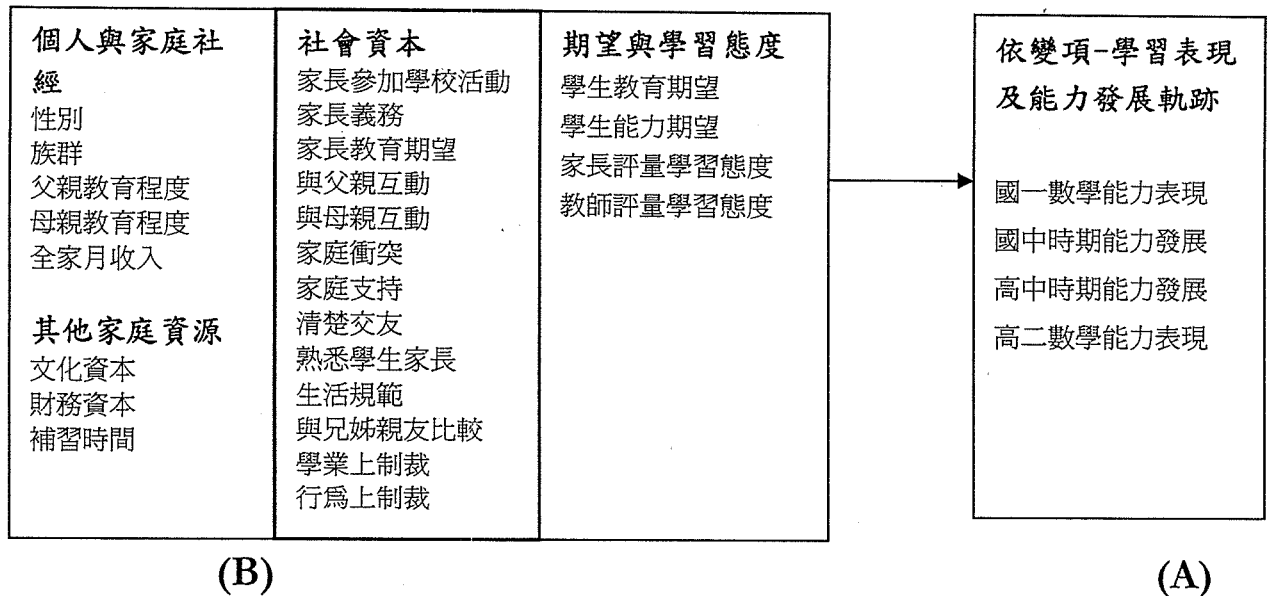 個人與家庭社
經
性別
族群
父親教育程度
母親教育程度
全家月收入
其他家庭資源
文化資本
財務資本
補習時間
社會資本
家長參加學校活動
家長義務
家長教育期望
與父親互動
與母親互動
家庭衝突
家庭支持
清楚交友
熟悉學生家長
生活規範
與兄姊親友比較
學業上制裁
行爲上制裁
期望與學習態度
學生教育期望
學生能力期望
家長評量學習態度
教師評量學習態度
依變項-學習表現
及能力發展軌跡
國一數學能力表現
國中時期能力發展
高中時期能力發展
高二數學能力表現
(B)
(A)